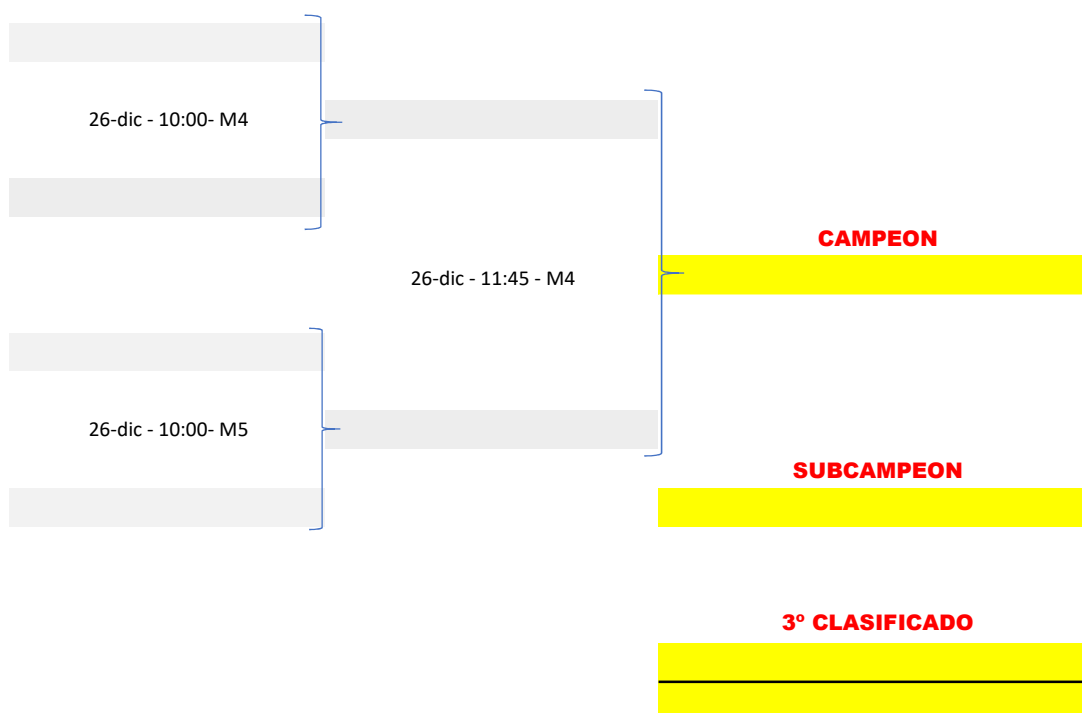 26-dic - 10:00- M4
CAMPEON
26-dic - 11:45 - M4
26-dic - 10:00- M5
SUBCAMPEON
3º CLASIFICADO